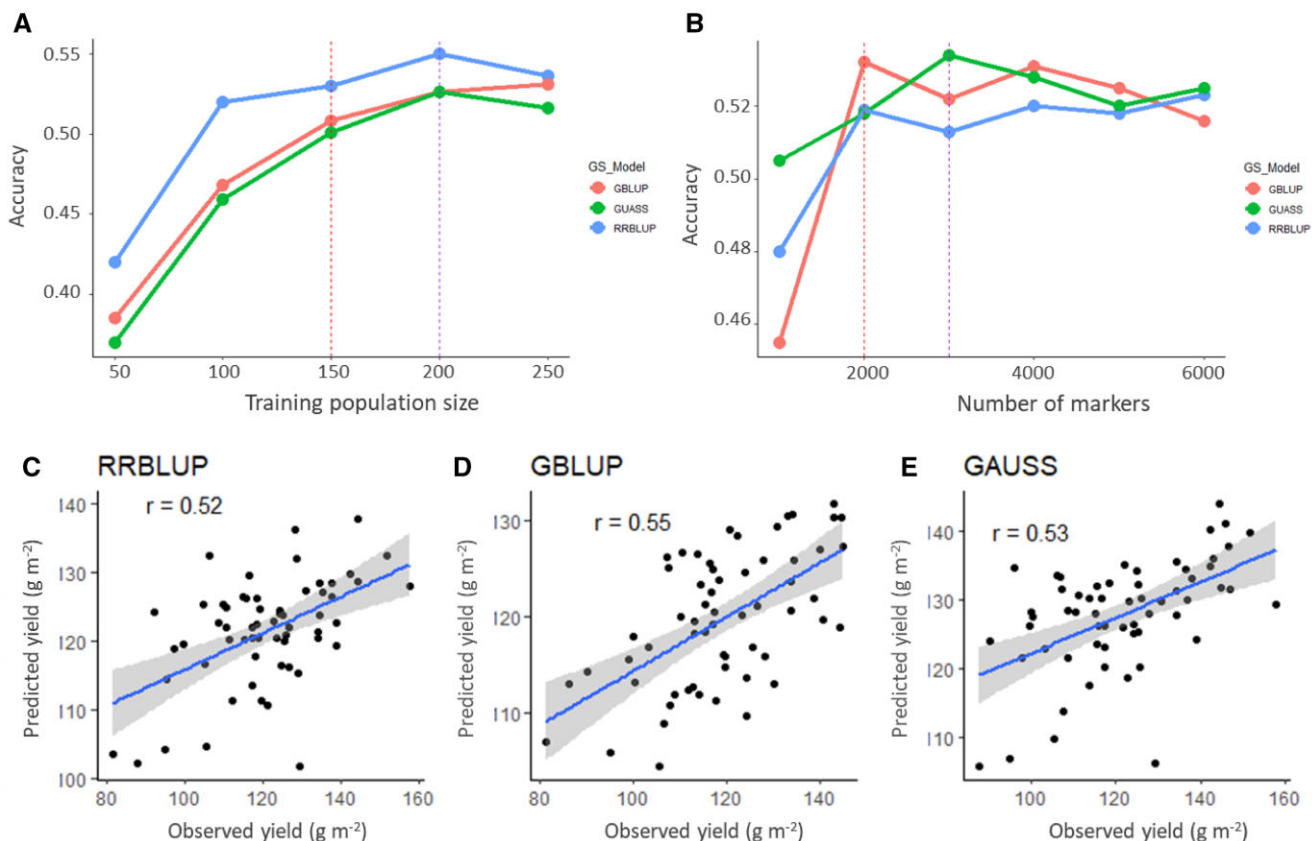 A
0.55
0.50
0.45
0.40
Accuracy
50 100 150 200 250
Training population size
GS_Model
GBLUP
GUASS
RRBLUP
B
0.52
0.50
0.48
0.46
Accuracy
2000 4000 6000
Number of markers
GS_Model
GBLUP
GUASS
RRBLUP
C RRBLUP
r = 0.52
140
130
120
110
100
Predicted yield (g m⁻²)
80 100 120 140 160
Observed yield (g m⁻²)
D GBLUP
r = 0.55
130
120
110
Predicted yield (g m⁻²)
80 100 120 140
Observed yield (g m⁻²)
E GAUSS
r = 0.53
140
130
120
110
Predicted yield (g m⁻²)
100 120 140 160
Observed yield (g m⁻²)